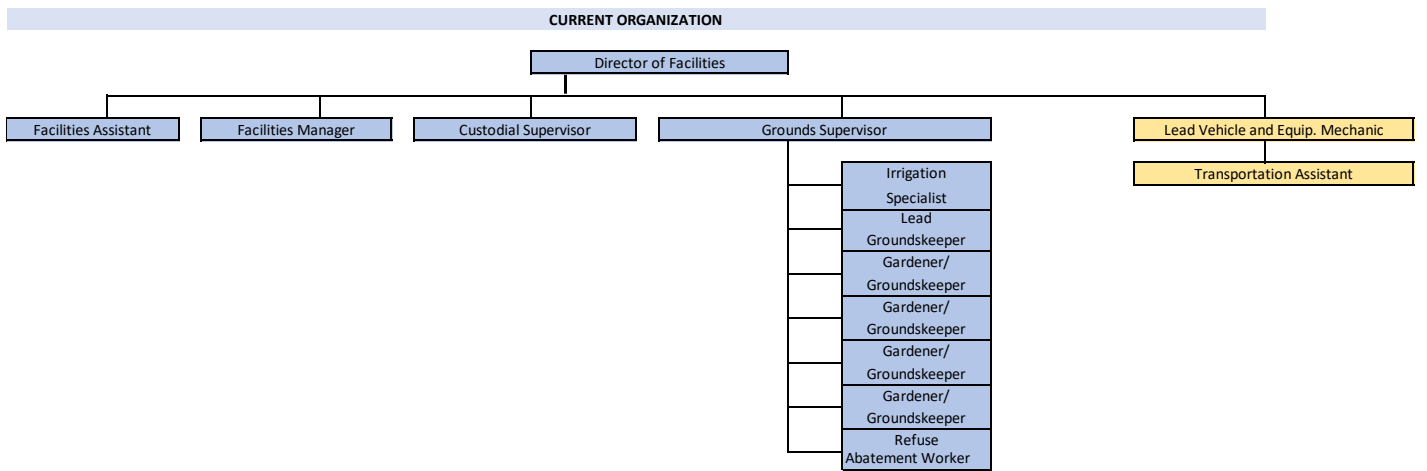 CURRENT ORGANIZATION
Director of Facilities
Facilities Assistant
Facilities Manager
Custodial Supervisor
Grounds Supervisor
Lead Vehicle and Equip. Mechanic
Transportation Assistant
Irrigation
Specialist
Lead
Groundskeeper
Gardener/
Groundskeeper
Gardener/
Groundskeeper
Gardener/
Groundskeeper
Gardener/
Groundskeeper
Refuse
Abatement Worker